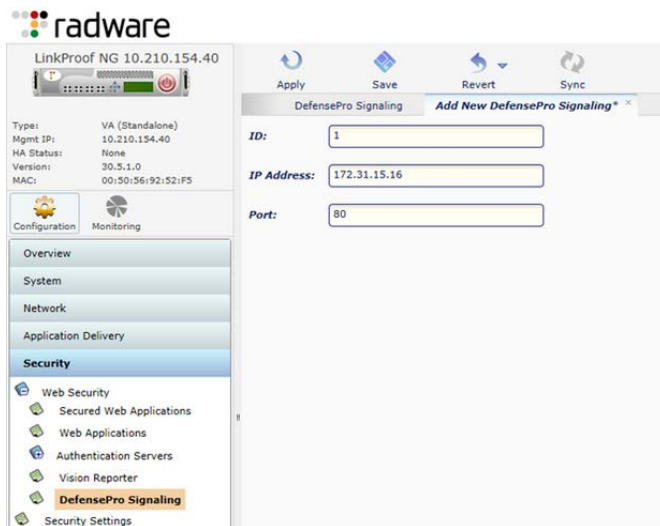 radware
LinkProof NG 10.210.154.40
Type: VA (Standalone)
Mgmt IP: 10.210.154.40
HA Status: None
Version: 30.5.1.0
MAC: 00:50:56:92:52:F5
Configuration Monitoring
Overview
System
Network
Application Delivery
Security
Web Security
Secured Web Applications
Web Applications
Authentication Servers
Vision Reporter
DefensePro Signaling
Security Settings
Apply Save Revert Sync
DefensePro Signaling Add New DefensePro Signaling*
ID: 1
IP Address: 172.31.15.16
Port: 80